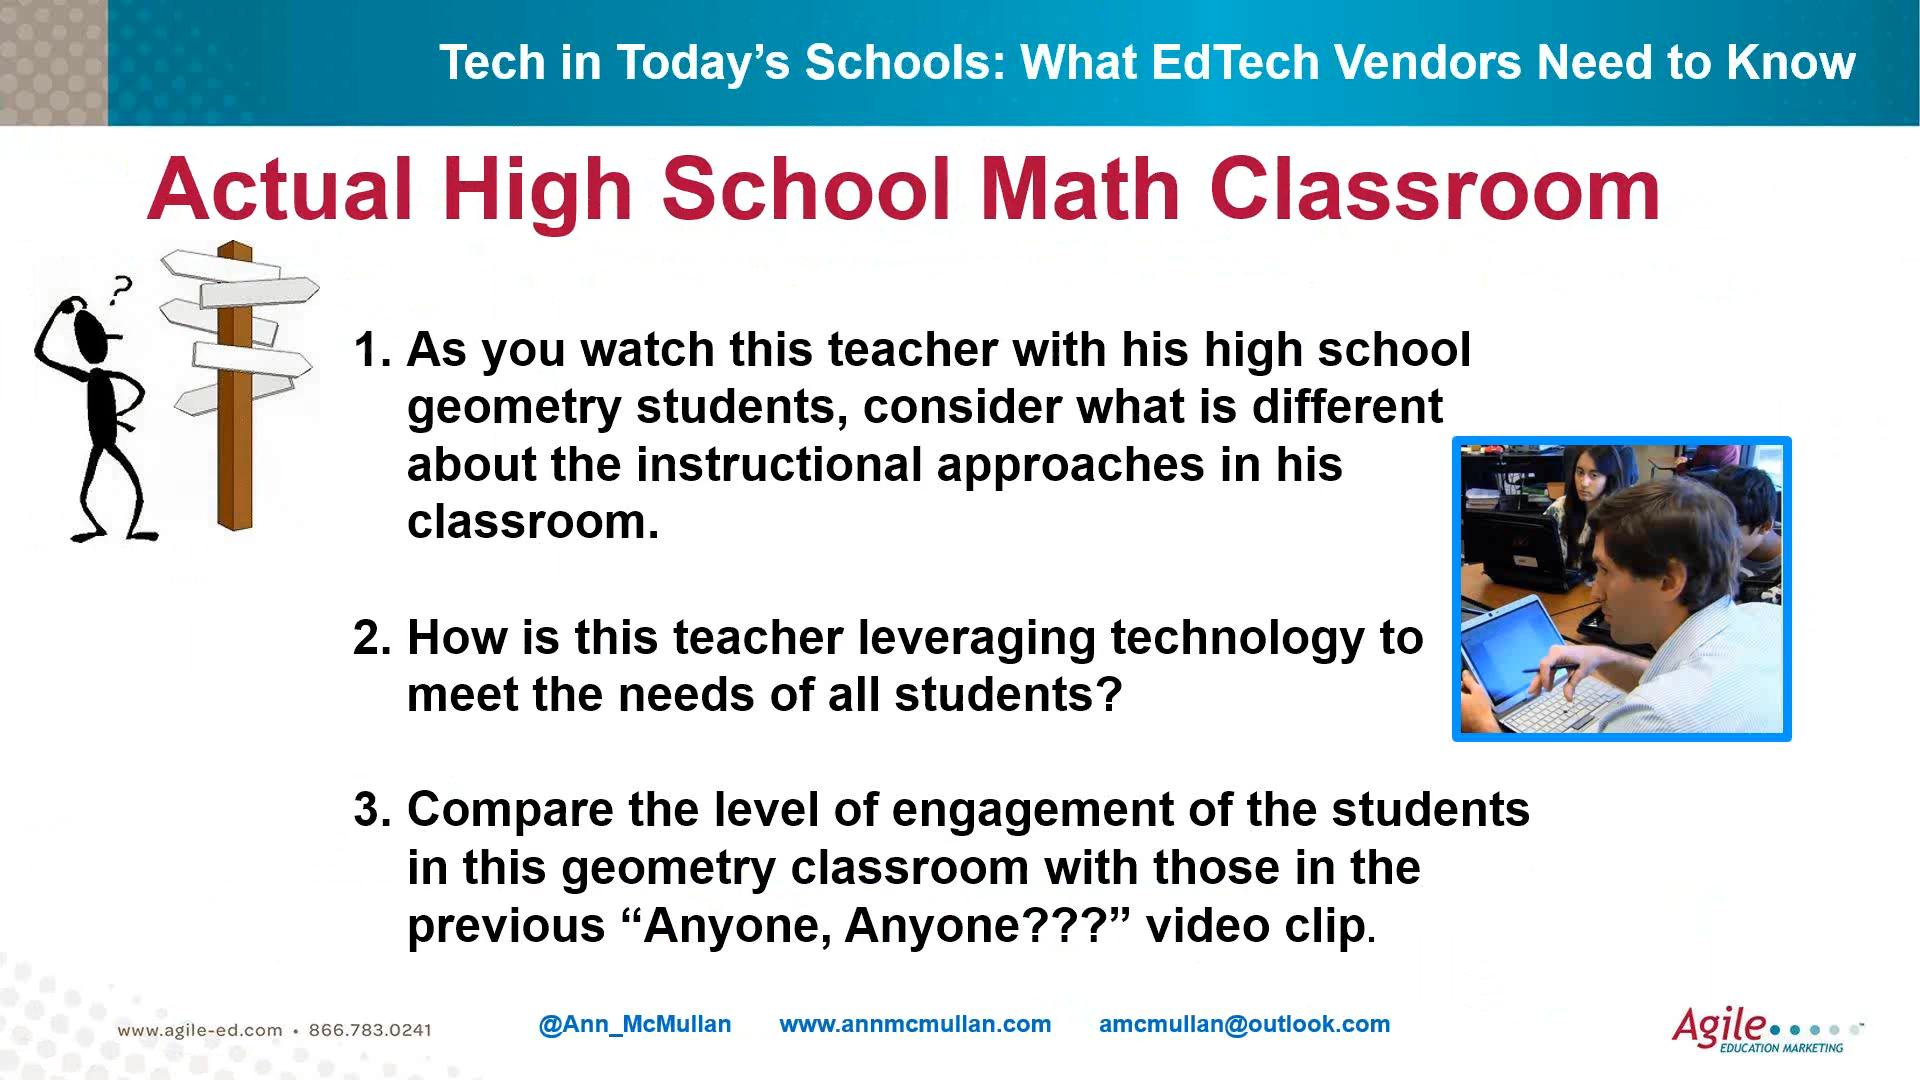 Tech in Today’s Schools: What EdTech Vendors Need to Know
Actual High School Math Classroom
?
1. As you watch this teacher with his high school
geometry students, consider what is different
about the instructional approaches in his
classroom.
2. How is this teacher leveraging technology to
meet the needs of all students?
3. Compare the level of engagement of the students
in this geometry classroom with those in the
previous “Anyone, Anyone???” video clip.
www.agile-ed.com • 866.783.0241
@Ann_McMullan www.annmcmullan.com amcmullan@outlook.com
Agile
EDUCATION MARKETING